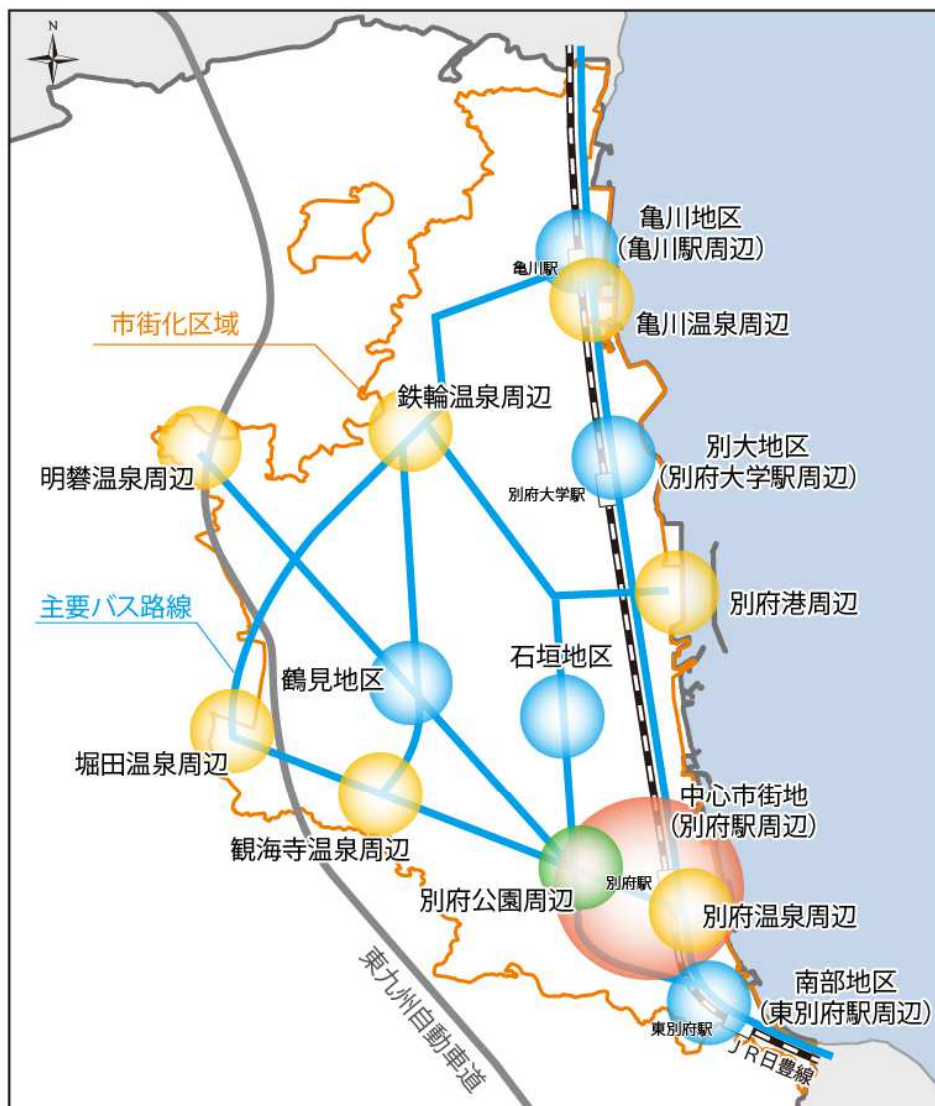 N
亀川地区
（亀川駅周辺）
亀川駅
亀川温泉周辺
市街化区域
鉄輪温泉周辺
明礬温泉周辺
別大地区
（別府大学駅周辺）
別府大学駅
別府港周辺
主要バス路線
鶴見地区
石垣地区
堀田温泉周辺
中心市街地
（別府駅周辺）
観海寺温泉周辺
別府公園周辺
別府駅
別府温泉周辺
東九州自動車道
南部地区
（東別府駅周辺）
東別府駅
ＪＲ日豊線